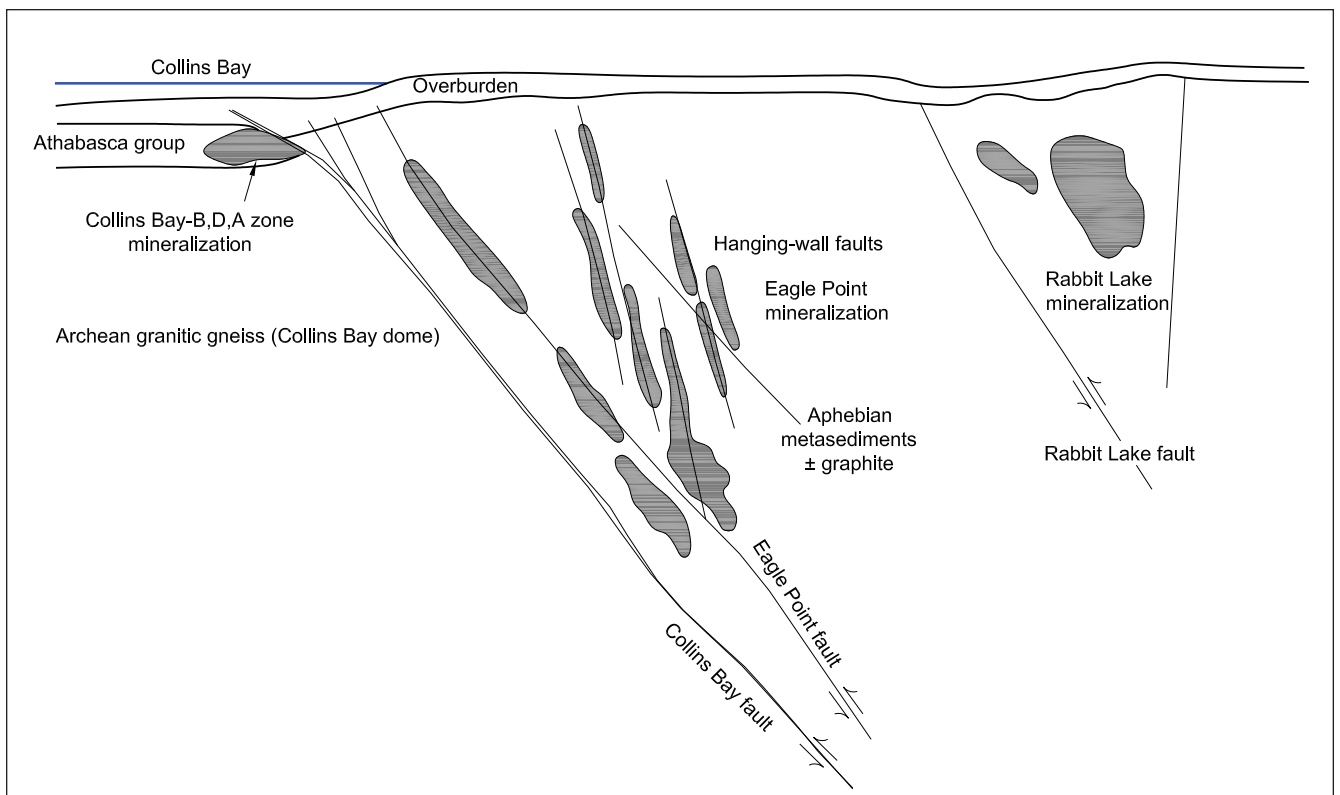 Collins Bay
Overburden
Athabasca group
Collins Bay-B,D,A zone
mineralization
Hanging-wall faults
Eagle Point
mineralization
Rabbit Lake
mineralization
Archean granitic gneiss (Collins Bay dome)
Aphebian
metasediments
± graphite
Rabbit Lake fault
Eagle Point fault
Collins Bay fault